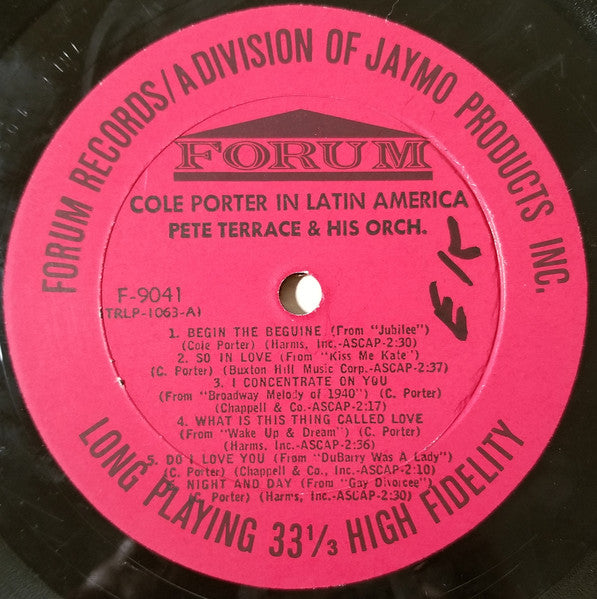 FORUM RECORDS/A DIVISION OF JAYMO PRODUCTS INC.
FORUM
COLE PORTER IN LATIN AMERICA
PETE TERRACE & HIS ORCH.
F-9041
(TRLP-1063-A)
1. BEGIN THE BEGUINE (From "Jubilee")
(Cole Porter) (Harms, Inc.-ASCAP-2:30)
2. SO IN LOVE (From "Kiss Me Kate")
(C. Porter) (Buxton Hill Music Corp.-ASCAP-2:37)
3. I CONCENTRATE ON YOU
(From "Broadway Melody of 1940") (C. Porter)
(Chappell & Co.-ASCAP-2:17)
4. WHAT IS THIS THING CALLED LOVE
(From "Wake Up & Dream") (C. Porter)
(Harms, Inc.-ASCAP-2:36)
5. DO I LOVE YOU (From "DuBarry Was A Lady")
(C. Porter) (Chappell & Co., Inc.-ASCAP-2:10)
6. NIGHT AND DAY (From "Gay Divorcee")
C. Porter) (Harms, Inc.-ASCAP-2:30)
LONG PLAYING 33⅓ HIGH FIDELITY